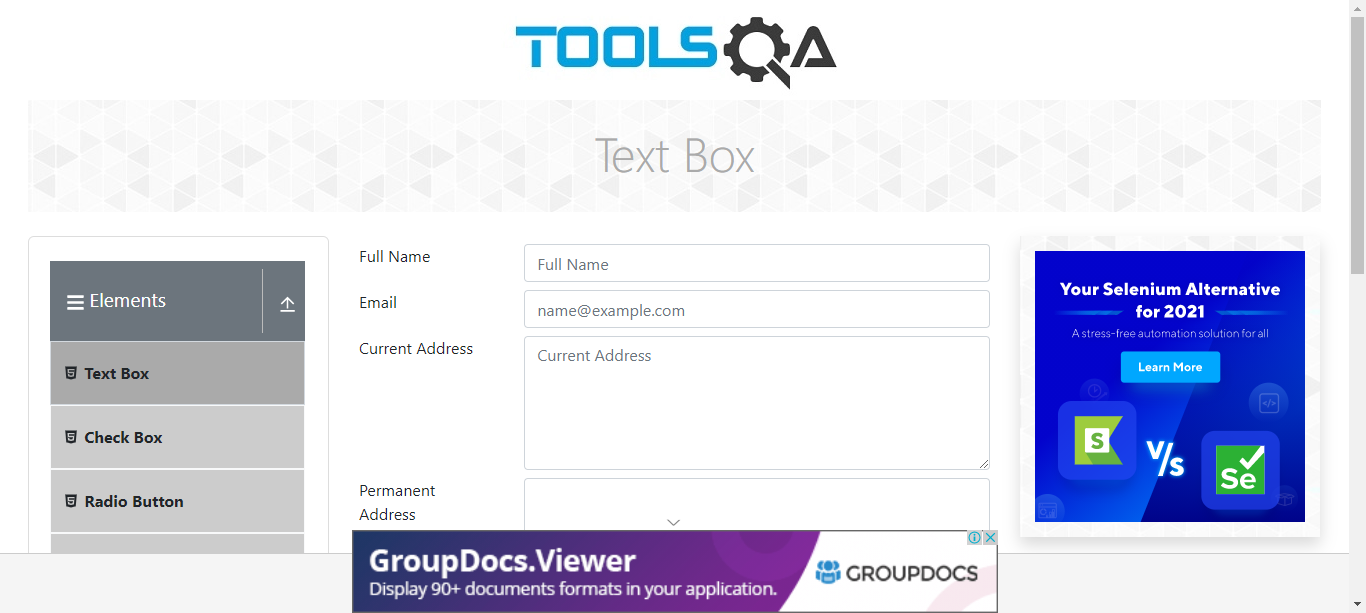 TOOLSQA
Text Box
Elements
Text Box
Check Box
Radio Button
Full Name
Full Name
Email
name@example.com
Current Address
Current Address
Permanent
Address
Your Selenium Alternative
for 2021
A stress-free automation solution for all
Learn More
S
V/s
Se
GroupDocs.Viewer
Display 90+ documents formats in your application.
GROUPDOCS